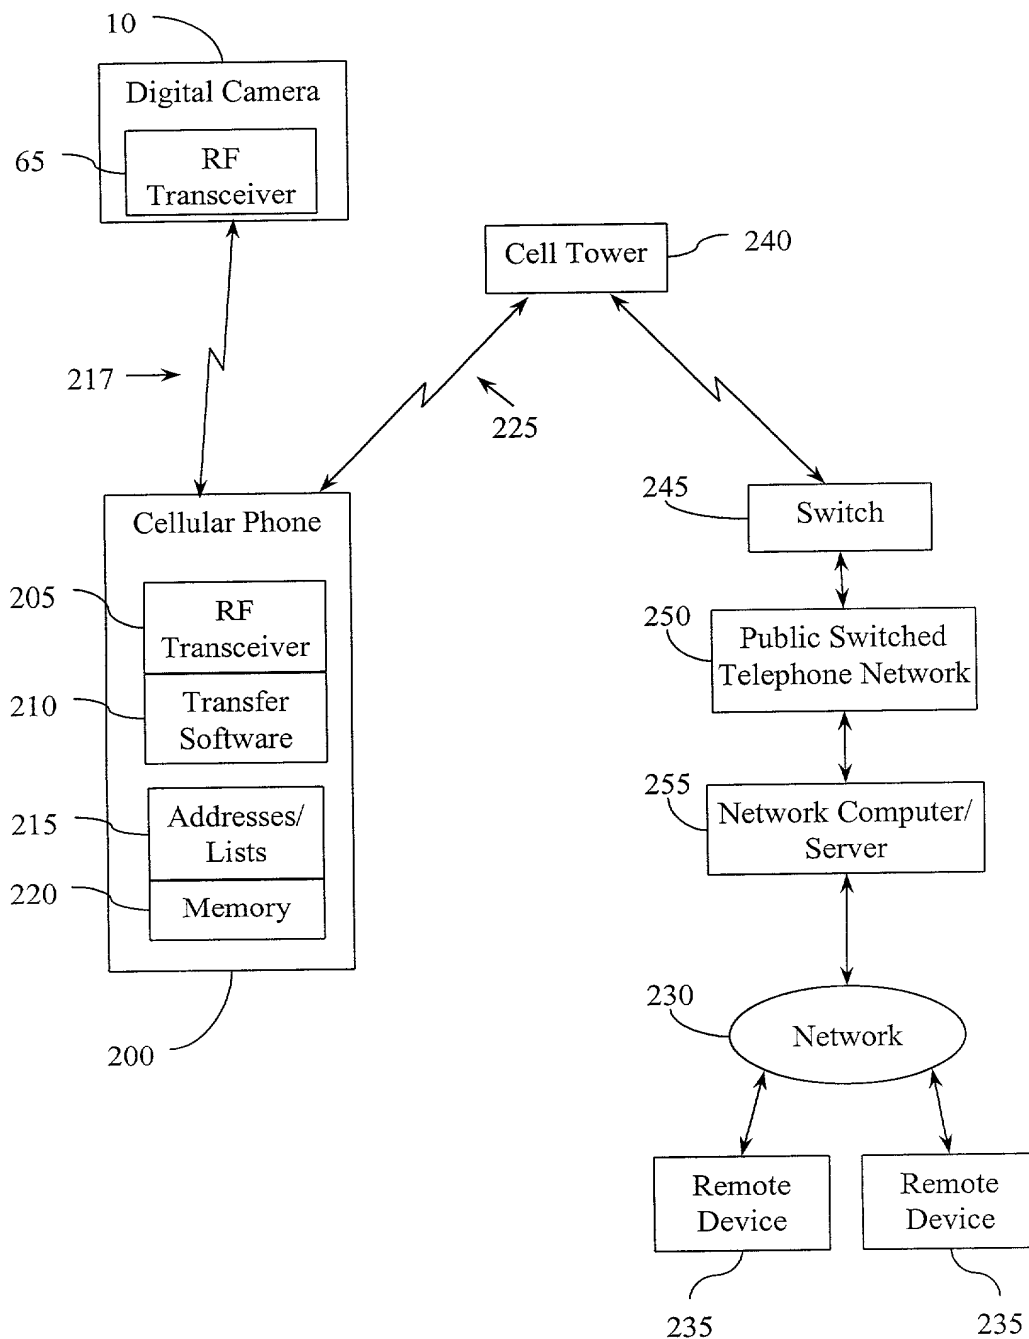 10
Digital Camera
65
RF
Transceiver
Cell Tower
240
217
225
Cellular Phone
205
RF
Transceiver
210
Transfer
Software
215
Addresses/
Lists
220
Memory
200
245
Switch
250
Public Switched
Telephone Network
255
Network Computer/
Server
230
Network
Remote
Device
235
Remote
Device
235